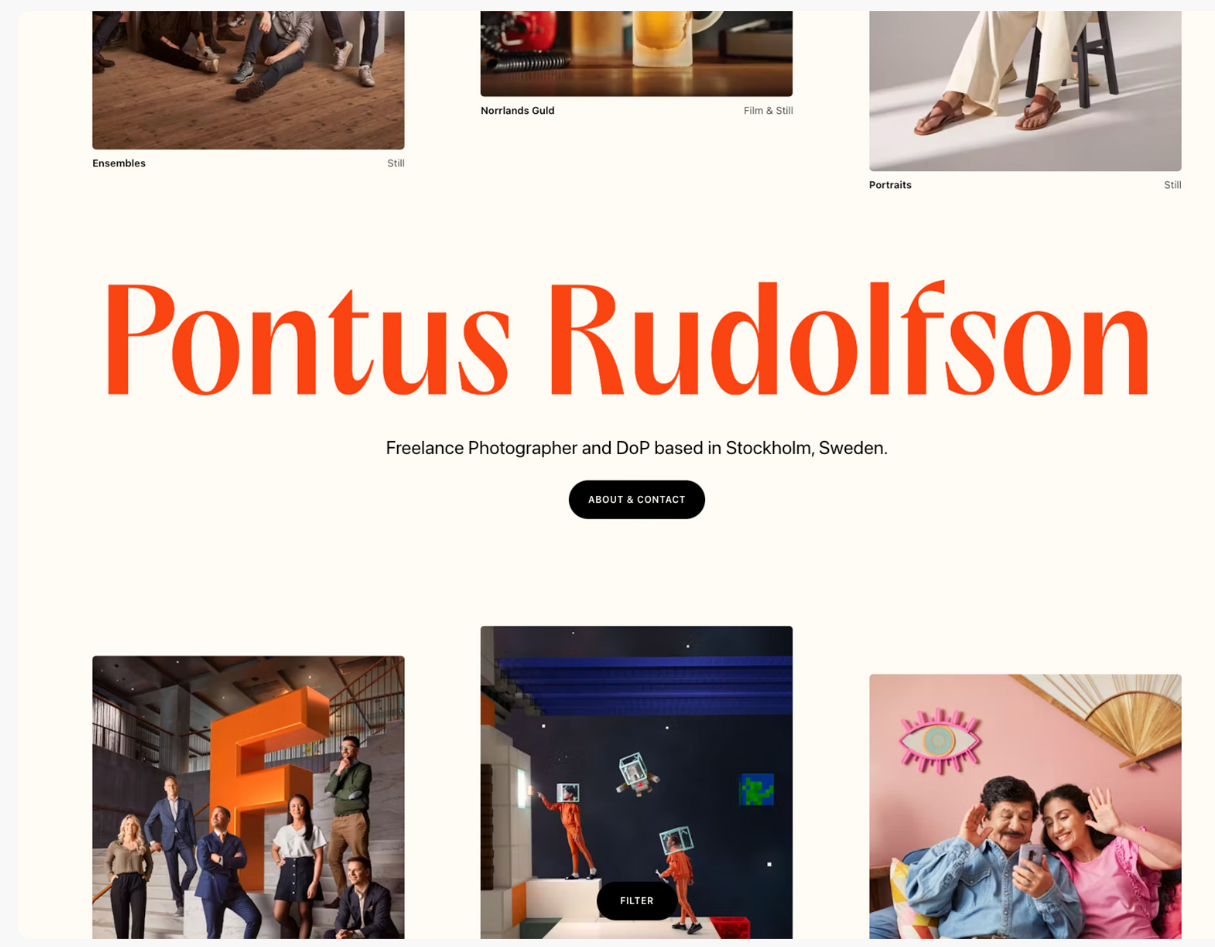 Norrlands Guld Film & Still
Ensembles Still
Portraits Still
Pontus Rudolfson
Freelance Photographer and DoP based in Stockholm, Sweden.
ABOUT & CONTACT
F
FILTER